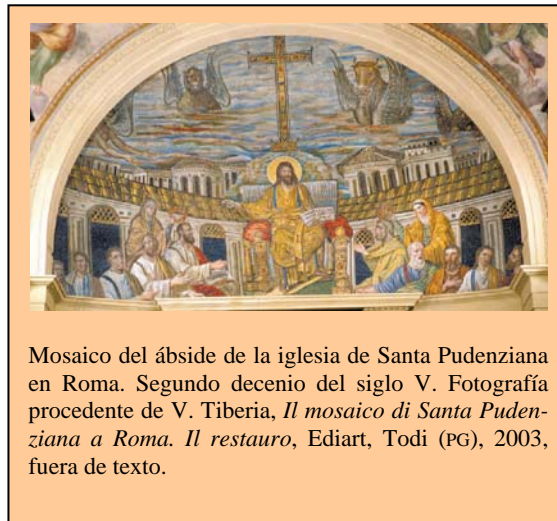 Mosaico del ábside de la iglesia de Santa Pudenziana
en Roma. Segundo decenio del siglo V. Fotografía
procedente de V. Tiberia, Il mosaico di Santa Puden-
ziana a Roma. Il restauro, Ediart, Todi (PG), 2003,
fuera de texto.